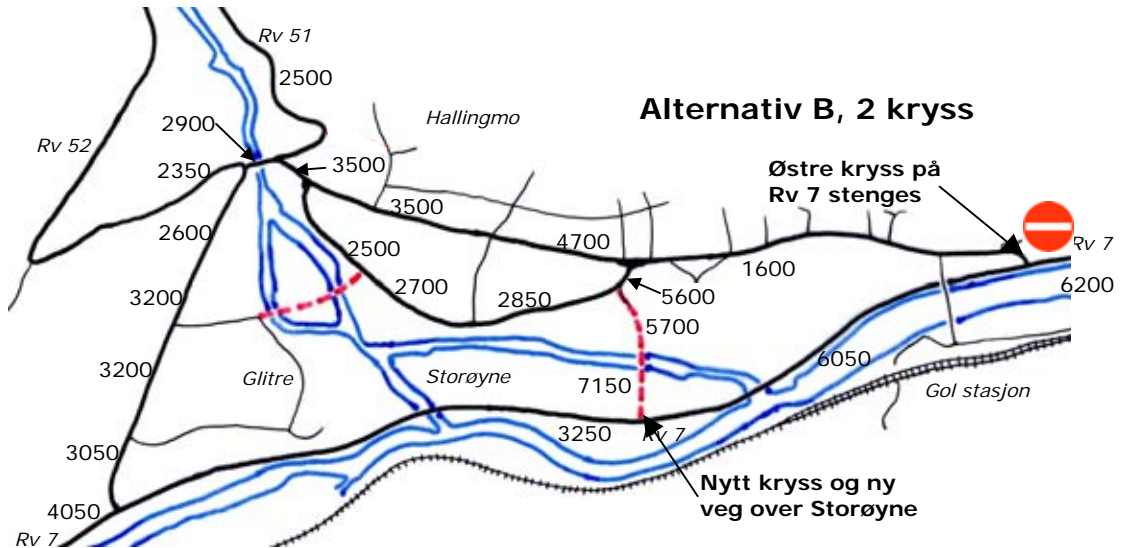 Rv 51
2500
Alternativ B, 2 kryss
Hallingmo
2900
Rv 52
2350
3500
Østre kryss på
Rv 7 stenges
3500
2600
4700
Rv 7
2500
1600
6200
2700
5600
3200
2850
5700
6050
3200
Glitre
Storøyne
7150
Gol stasjon
3250
Rv 7
3050
Nytt kryss og ny
veg over Storøyne
4050
Rv 7